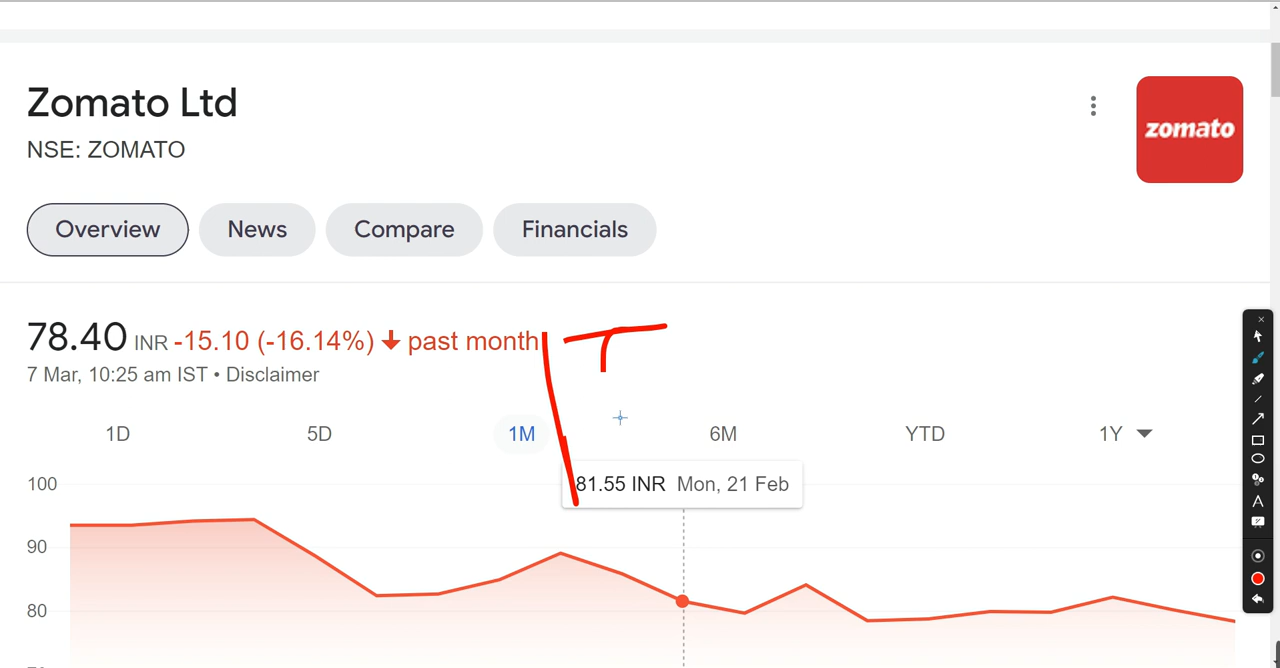 Zomato Ltd
NSE: ZOMATO
zomato
Overview News Compare Financials
78.40 INR -15.10 (-16.14%) ↓ past month
7 Mar, 10:25 am IST • Disclaimer
1D 5D 1M 6M YTD 1Y
81.55 INR Mon, 21 Feb
100
90
80